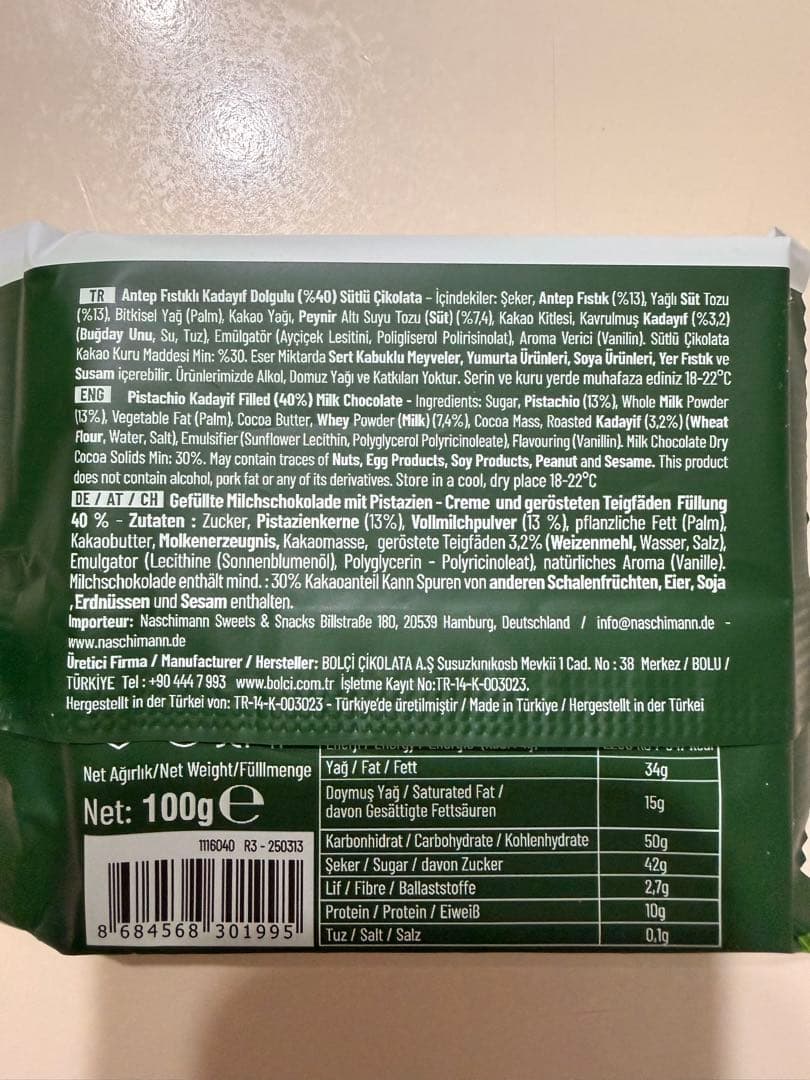 TR Antep Fıstıklı Kadayıf Dolgulu (%40) Sütlü Çikolata - İçindekiler: Şeker, Antep Fıstık (%13), Yağlı Süt Tozu
(%13), Bitkisel Yağ (Palm), Kakao Yağı, Peynir Altı Suyu Tozu (Süt) (%7,4), Kakao Kitlesi, Kavrulmuş Kadayıf (%3,2)
(Buğday Unu, Su, Tuz), Emülgatör (Ayçiçek Lesitini, Poligliserol Polirisinolat), Aroma Verici (Vanilin). Sütlü Çikolata
Kakao Kuru Maddesi Min: %30. Eser Miktarda Sert Kabuklu Meyveler, Yumurta Ürünleri, Soya Ürünleri, Yer Fıstık ve
Susam içerebilir. Ürünlerimizde Alkol, Domuz Yağı ve Katkıları Yoktur. Serin ve kuru yerde muhafaza ediniz 18-22°C
ENG Pistachio Kadayif Filled (40%) Milk Chocolate - Ingredients: Sugar, Pistachio (13%), Whole Milk Powder
(13%), Vegetable Fat (Palm), Cocoa Butter, Whey Powder (Milk) (7,4%), Cocoa Mass, Roasted Kadayif (3,2%) (Wheat
Flour, Water, Salt), Emulsifier (Sunflower Lecithin, Polyglycerol Polyricinoleate), Flavouring (Vanillin). Milk Chocolate Dry
Cocoa Solids Min: 30%. May contain traces of Nuts, Egg Products, Soy Products, Peanut and Sesame. This product
does not contain alcohol, pork fat or any of its derivatives. Store in a cool, dry place 18-22°C
DE / AT / CH Gefüllte Milchschokolade mit Pistazien - Creme und gerösteten Teigfäden Füllung
40 % - Zutaten : Zucker, Pistazienkerne (13%), Vollmilchpulver (13 %), pflanzliche Fett (Palm),
Kakaobutter, Molkenerzeugnis, Kakaomasse, geröstete Teigfäden 3,2% (Weizenmehl, Wasser, Salz),
Emulgator (Lecithine (Sonnenblumenöl), Polyglycerin - Polyricinoleat), natürliches Aroma (Vanille).
Milchschokolade enthält mind. : 30% Kakaoanteil Kann Spuren von anderen Schalenfrüchten, Eier, Soja
, Erdnüssen und Sesam enthalten.
Importeur: Naschimann Sweets & Snacks Billstraße 180, 20539 Hamburg, Deutschland / info@naschimann.de -
www.naschimann.de
Üretici Firma / Manufacturer / Hersteller: BOLÇİ ÇİKOLATA A.Ş Susuzkınıkosb Mevkii 1 Cad. No : 38 Merkez / BOLU /
TÜRKİYE Tel : +90 444 7 993 www.bolci.com.tr İşletme Kayıt No:TR-14-K-003023.
Hergestellt in der Türkei von: TR-14-K-003023 - Türkiye'de üretilmiştir / Made in Türkiye / Hergestellt in der Türkei
Net Ağırlık/Net Weight/Fülllmenge
Net: 100g e
1116040 R3 - 250313
8 684568 301995
Yağ / Fat / Fett 34g
Doymuş Yağ / Saturated Fat /
davon Gesättigte Fettsäuren 15g
Karbonhidrat / Carbohydrate / Kohlenhydrate 50g
Şeker / Sugar / davon Zucker 42g
Lif / Fibre / Ballaststoffe 2,7g
Protein / Protein / Eiweiß 10g
Tuz / Salt / Salz 0,1g